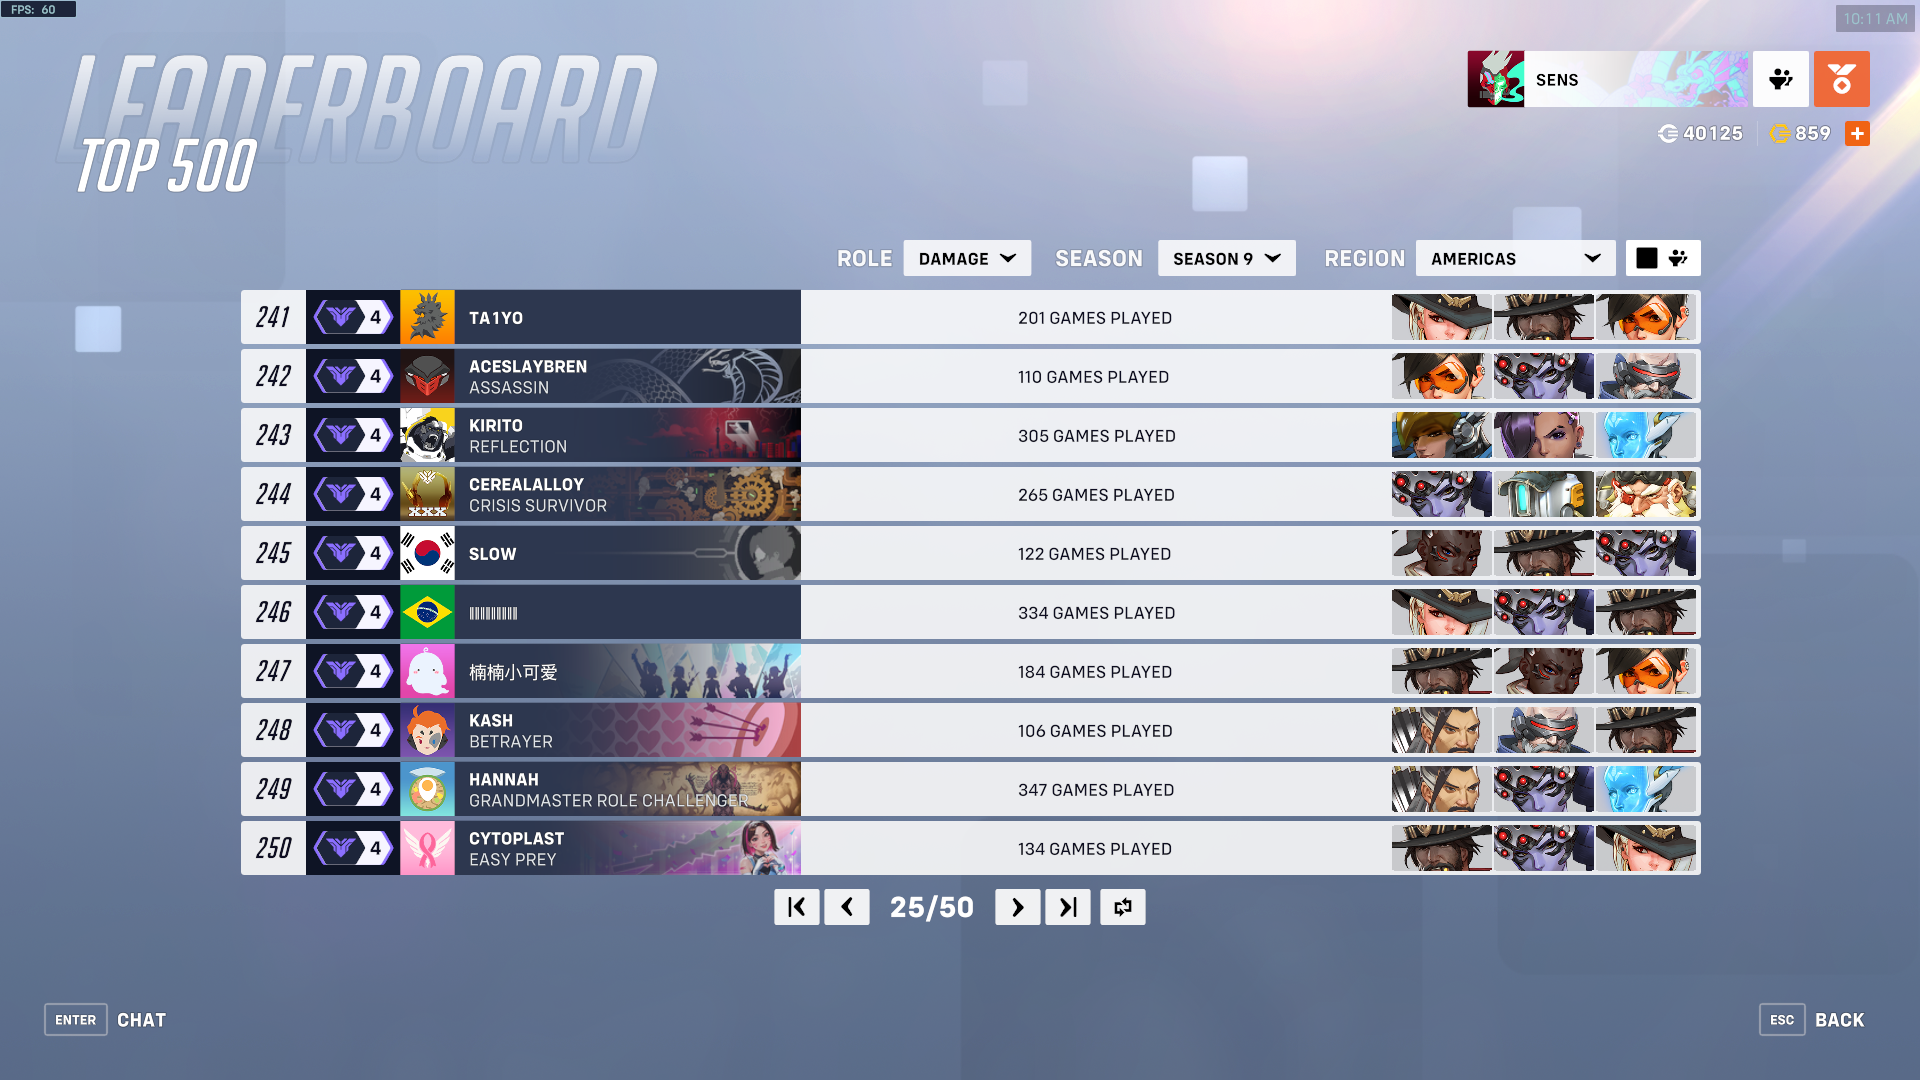 FPS: 60
10:11 AM
LEADERBOARD
TOP 500
SENS
40125
859
ROLE DAMAGE SEASON SEASON 9 REGION AMERICAS
241 4 TA1YO 201 GAMES PLAYED
242 4 ACESLAYBREN 110 GAMES PLAYED
ASSASSIN
243 4 KIRITO 305 GAMES PLAYED
REFLECTION
244 4 CEREALALLOY 265 GAMES PLAYED
CRISIS SURVIVOR
XXX
245 4 SLOW 122 GAMES PLAYED
246 4 334 GAMES PLAYED
247 4 楠楠小可爱 184 GAMES PLAYED
248 4 KASH 106 GAMES PLAYED
BETRAYER
249 4 HANNAH 347 GAMES PLAYED
GRANDMASTER ROLE CHALLENGER
250 4 CYTOPLAST 134 GAMES PLAYED
EASY PREY
25/50
ENTER CHAT
ESC BACK